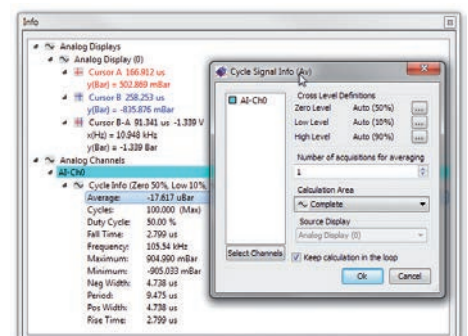 Info
Analog Displays
Analog Display (0)
Cursor A 166.912 us
y(Bar) = 502.869 mBar
Cursor B 258.253 us
y(Bar) = -835.876 mBar
Cursor B-A 91.341 us -1.339 V
x(Hz) = 10.948 kHz
y(Bar) = -1.339 Bar
Analog Channels
AI-Ch0
Cycle Info (Zero 50%, Low 10%,
Average: -17.617 uBar
Cycles: 100.000 (Max)
Duty Cycle: 50.00 %
Fall Time: 2.799 us
Frequency: 105.54 kHz
Maximum: 904.990 mBar
Minimum: -905.033 mBar
Neg Width: 4.738 us
Period: 9.475 us
Pos Width: 4.738 us
Rise Time: 2.799 us
Cycle Signal Info (Av)
AI-Ch0
Select Channels
Cross Level Definitions
Zero Level Auto (50%) ...
Low Level Auto (10%) ...
High Level Auto (90%) ...
Number of acquisitions for averaging
1
Calculation Area
Complete
Source Display
Analog Display (0)
Keep calculation in the loop
Ok Cancel